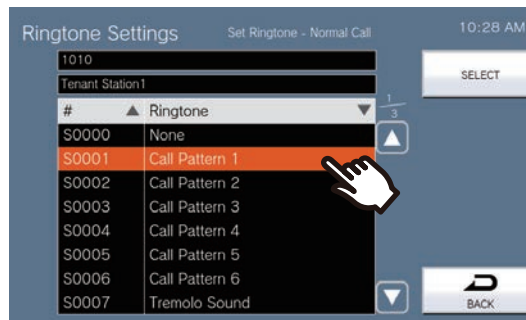 Ringtone Settings
Set Ringtone - Normal Call
10:28 AM
1010
Tenant Station1
SELECT
# ▲ Ringtone ▼
1
3
S0000 None
S0001 Call Pattern 1
S0002 Call Pattern 2
S0003 Call Pattern 3
S0004 Call Pattern 4
S0005 Call Pattern 5
S0006 Call Pattern 6
S0007 Tremolo Sound
BACK